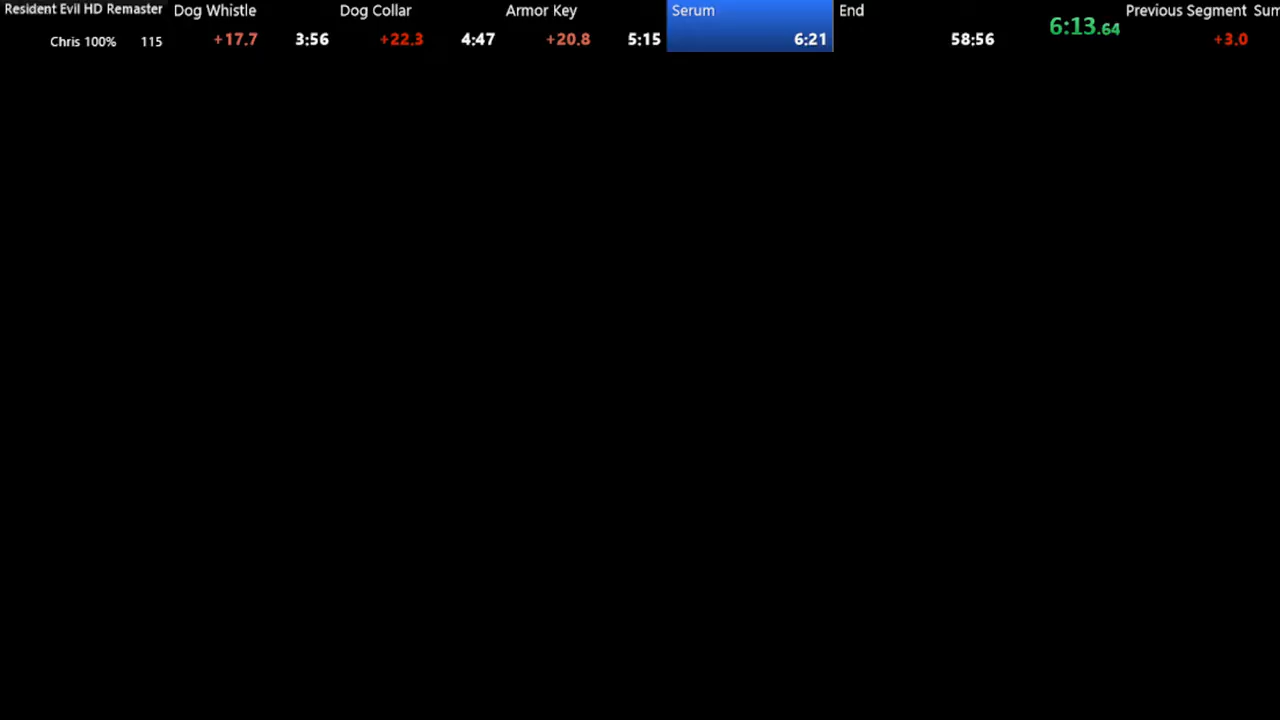 Resident Evil HD Remaster Dog Whistle Dog Collar Armor Key Serum End Previous Segment Sum
Chris 100% 115 +17.7 3:56 +22.3 4:47 +20.8 5:15 6:21 58:56 6:13.64 +3.0